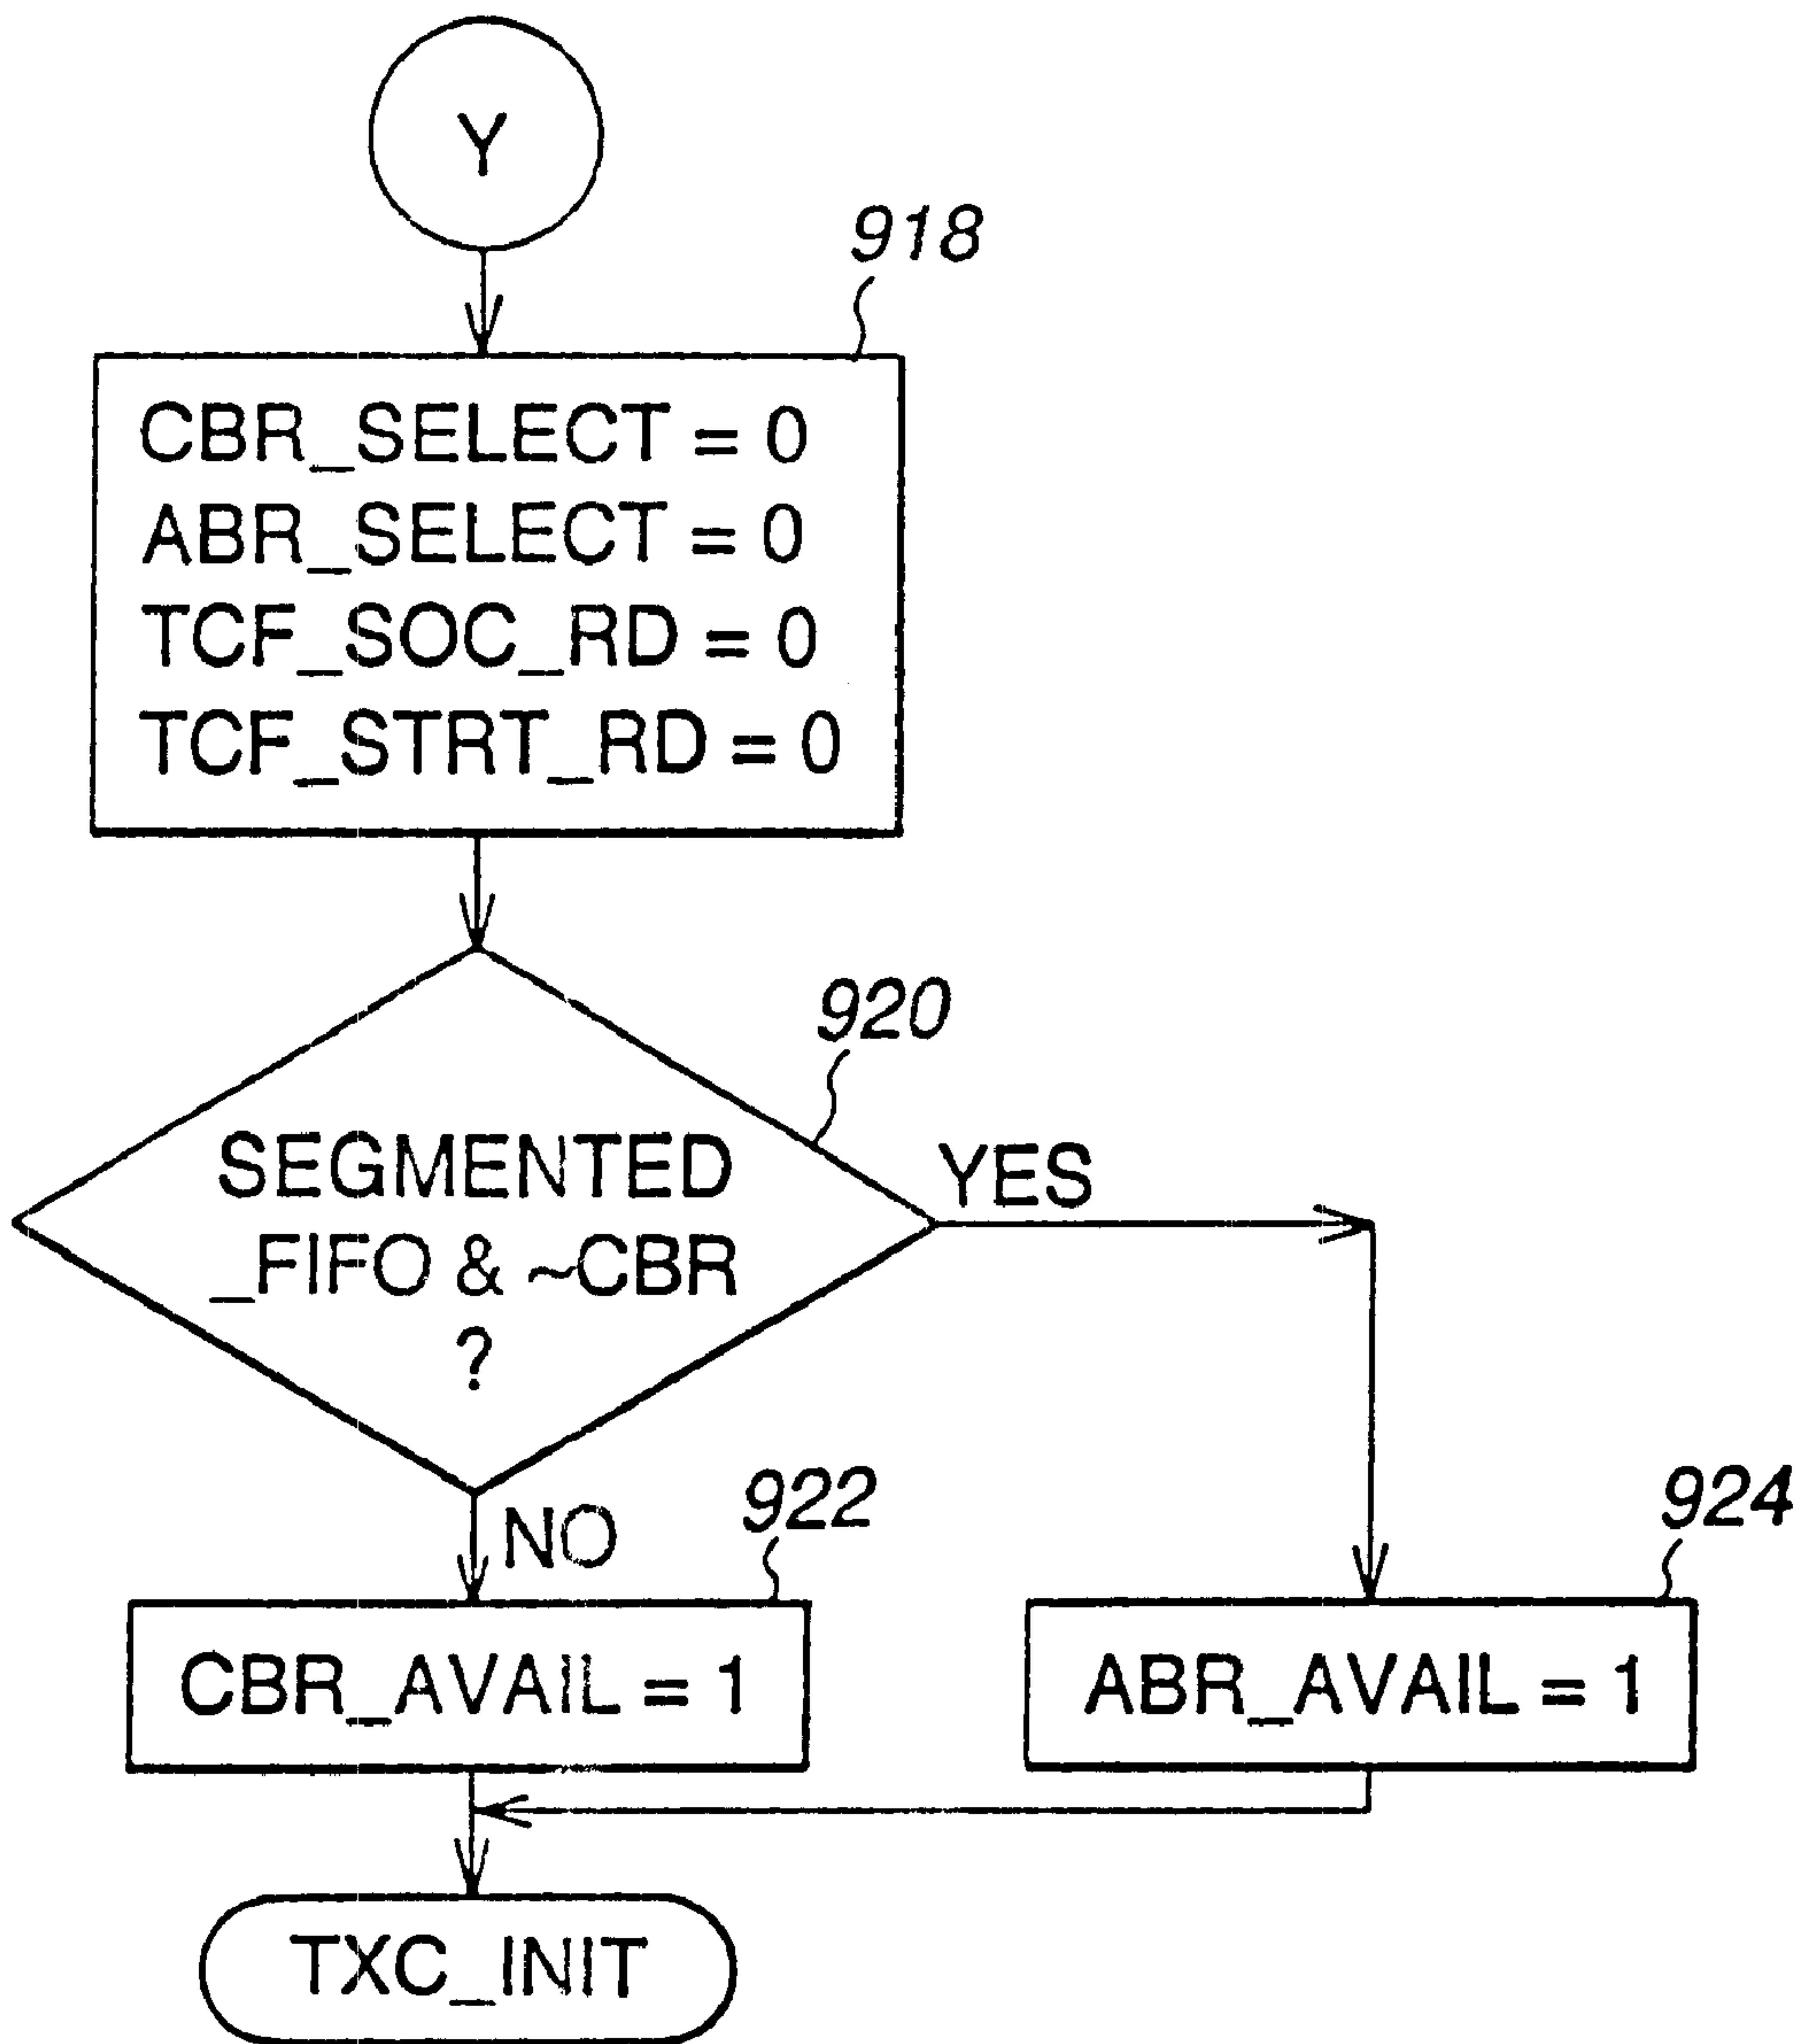 Y
918
CBR_SELECT = 0
ABR_SELECT = 0
TCF_SOC_RD = 0
TCF_STRT_RD = 0
920
SEGMENTED
_FIFO & ~CBR
?
YES
NO
922
924
CBR_AVAIL = 1
ABR_AVAIL = 1
TXC_INIT